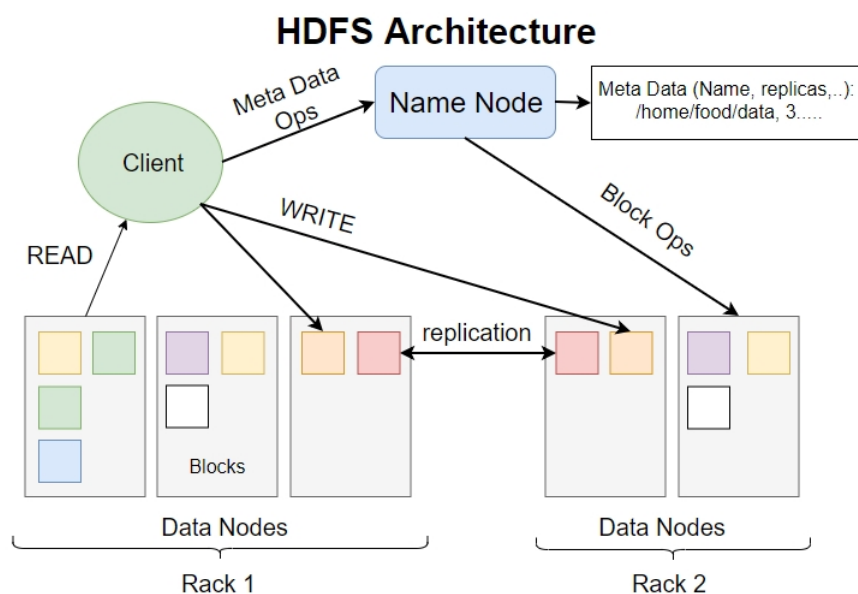 HDFS Architecture
Meta Data
Ops
Name Node
Meta Data (Name, replicas,..):
/home/food/data, 3.....
Client
WRITE
Block Ops
READ
replication
Blocks
Data Nodes
Data Nodes
Rack 1
Rack 2